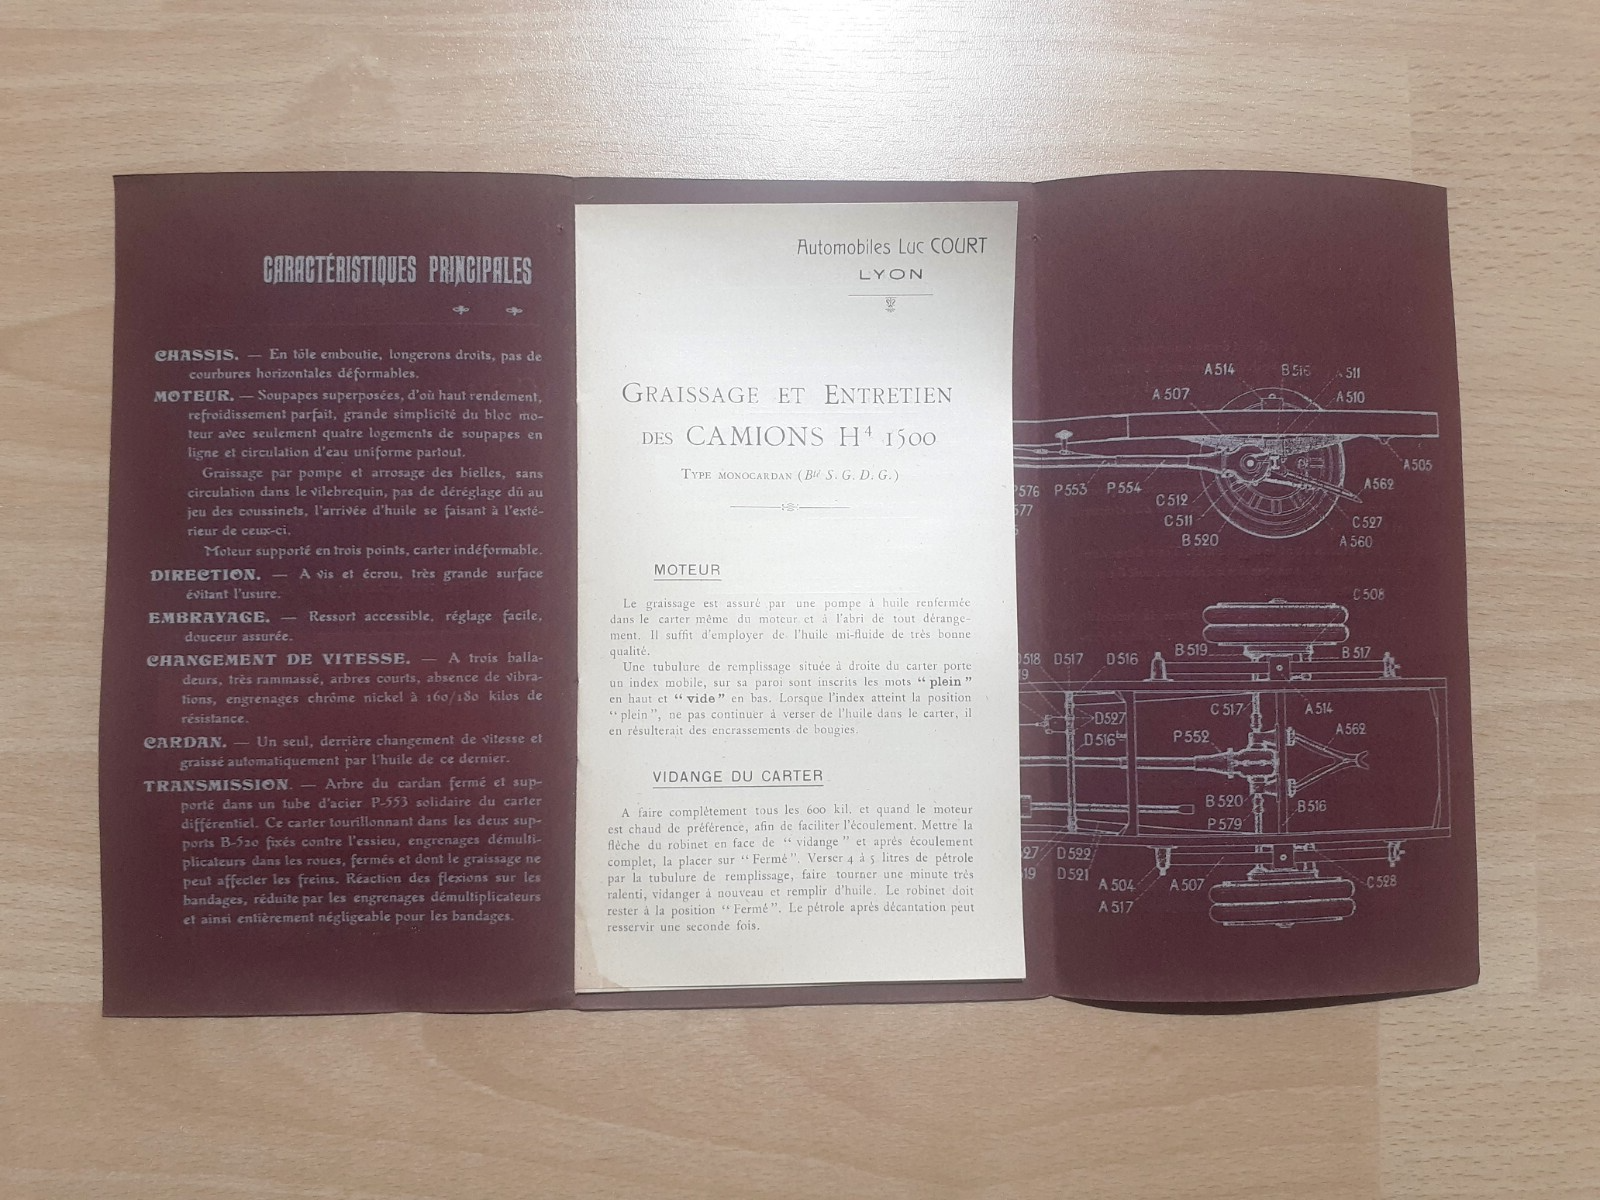 CARACTÉRISTIQUES PRINCIPALES
CHASSIS. — En tôle emboutie, longerons droits, pas de
courbures horizontales déformables.
MOTEUR. — Soupapes superposées, d'où haut rendement,
refroidissement parfait, grande simplicité du bloc mo-
teur avec seulement quatre logements de soupapes en
ligne et circulation d'eau uniforme partout.
Graissage par pompe et arrosage des bielles, sans
circulation dans le vilebrequin, pas de déréglage dû au
jeu des coussinets, l'arrivée d'huile se faisant à l'exté-
rieur de ceux-ci.
Moteur supporté en trois points, carter indéformable.
DIRECTION. — A vis et écrou, très grande surface
évitant l'usure.
EMBRAYAGE. — Ressort accessible, réglage facile,
douceur assurée.
CHANGEMENT DE VITESSE. — A trois balla-
deurs, très rammassé, arbres courts, absence de vibra-
tions, engrenages chrôme nickel à 160/180 kilos de
résistance.
CARDAN. — Un seul, derrière changement de vitesse et
graissé automatiquement par l'huile de ce dernier.
TRANSMISSION. — Arbre du cardan fermé et sup-
porté dans un tube d'acier P-553 solidaire du carter
différentiel. Ce carter tourillonnant dans les deux sup-
ports B-520 fixés contre l'essieu, engrenages démulti-
plicateurs dans les roues, fermés et dont le graissage ne
peut affecter les freins. Réaction des flexions sur les
bandages, réduite par les engrenages démultiplicateurs
et ainsi entièrement négligeable pour les bandages.
Automobiles Luc COURT
LYON
GRAISSAGE ET ENTRETIEN
DES CAMIONS H4 1500
TYPE MONOCARDAN (Bté S. G. D. G.)
MOTEUR
Le graissage est assuré par une pompe à huile renfermée
dans le carter même du moteur et à l'abri de tout dérange-
ment. Il suffit d'employer de l'huile mi-fluide de très bonne
qualité.
Une tubulure de remplissage située à droite du carter porte
un index mobile, sur sa paroi sont inscrits les mots “ plein ”
en haut et “ vide ” en bas. Lorsque l'index atteint la position
“ plein ”, ne pas continuer à verser de l'huile dans le carter, il
en résulterait des encrassements de bougies.
VIDANGE DU CARTER
A faire complètement tous les 600 kil. et quand le moteur
est chaud de préférence, afin de faciliter l'écoulement. Mettre la
flèche du robinet en face de “ vidange ” et après écoulement
complet, la placer sur “ Fermé ”. Verser 4 à 5 litres de pétrole
par la tubulure de remplissage, faire tourner une minute très
ralenti, vidanger à nouveau et remplir d'huile. Le robinet doit
rester à la position “ Fermé ”. Le pétrole après décantation peut
resservir une seconde fois.
A 514 B 516 A 511
A 507 A 510
A 505
P 576 P 553 P 554 C 512 A 562
577 C 511 C 527
B 520 A 560
C 508
B 519 B 517
518 D 517 D 516
C 517 A 514
D 527
D 516 bis P 552 A 562
B 520 B 516
P 579
527 D 522
519 D 521 A 504 A 507 C 528
A 517